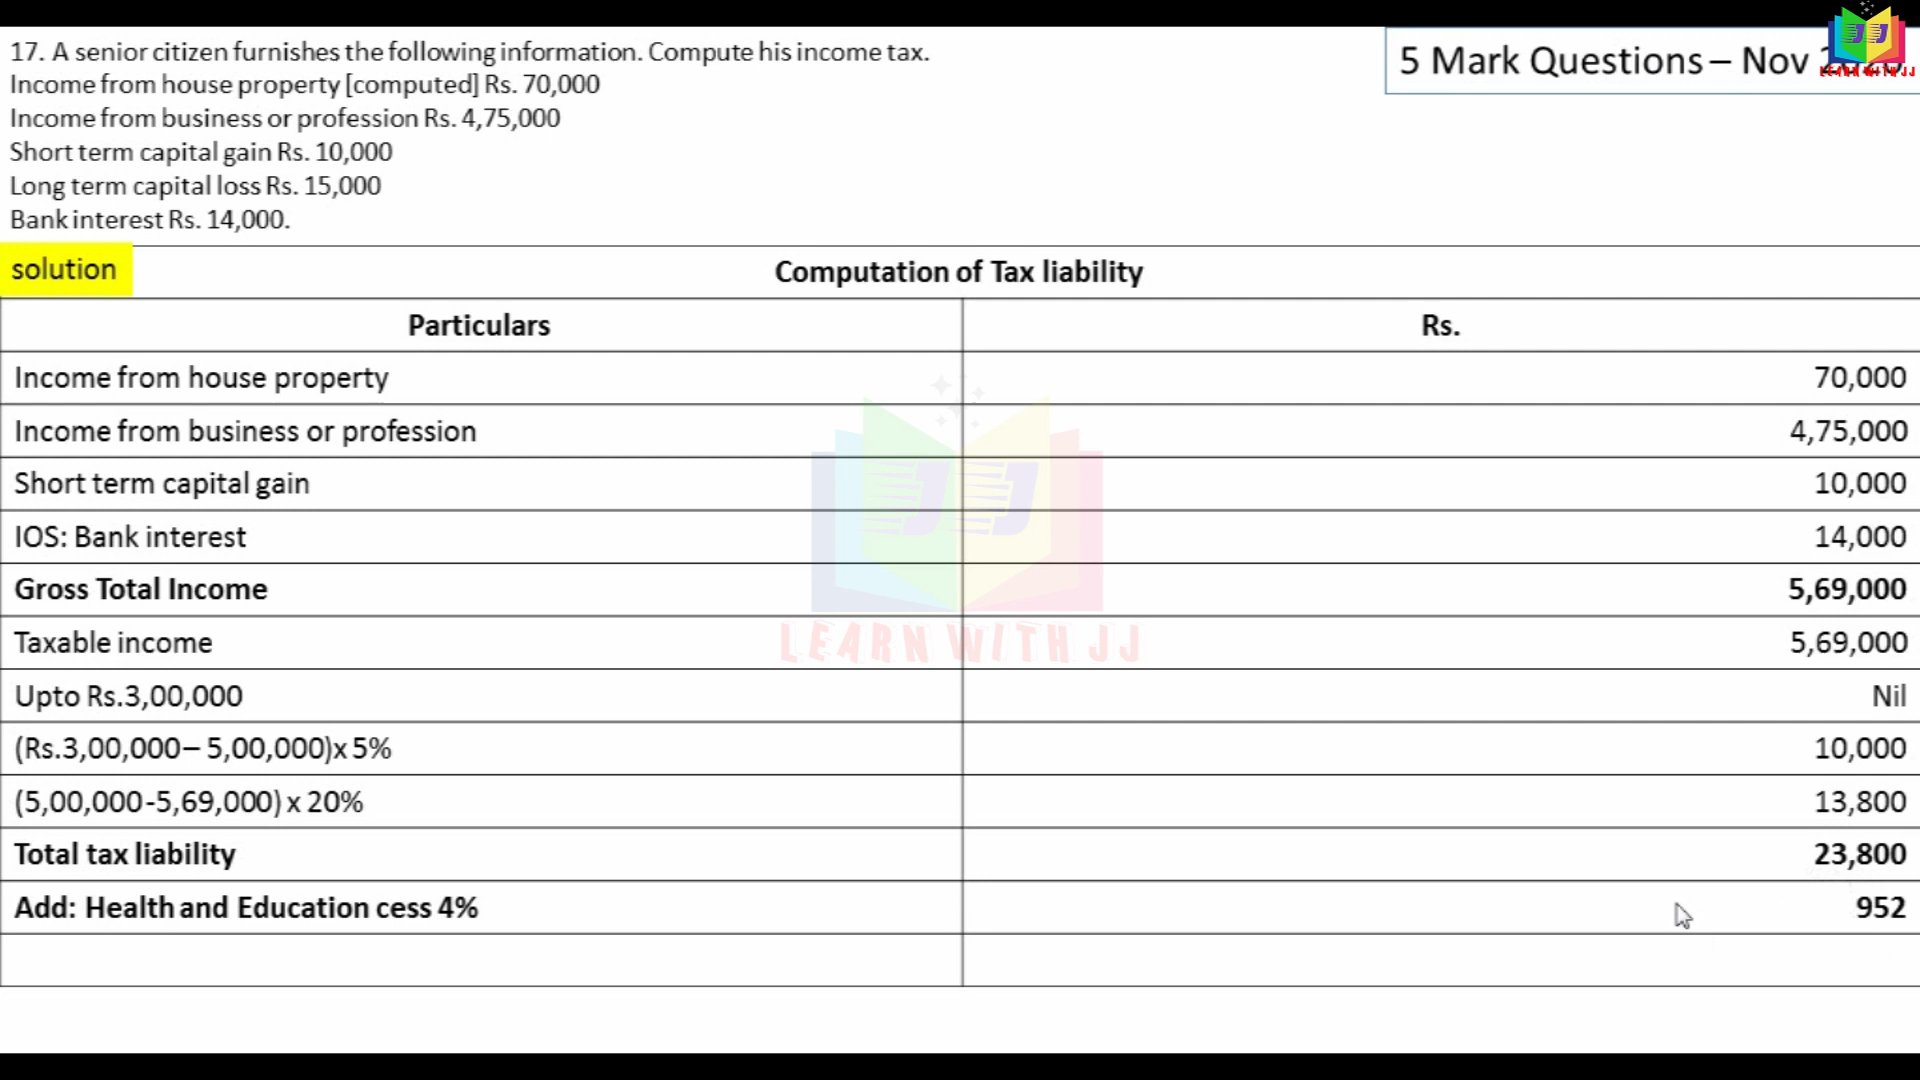 17. A senior citizen furnishes the following information. Compute his income tax.
Income from house property [computed] Rs. 70,000
Income from business or profession Rs. 4,75,000
Short term capital gain Rs. 10,000
Long term capital loss Rs. 15,000
Bank interest Rs. 14,000.
5 Mark Questions – Nov
JJ
LEARN WITH JJ
solution
Computation of Tax liability
Particulars Rs.
Income from house property 70,000
Income from business or profession 4,75,000
Short term capital gain 10,000
IOS: Bank interest 14,000
Gross Total Income 5,69,000
Taxable income 5,69,000
Upto Rs.3,00,000 Nil
(Rs.3,00,000– 5,00,000)x 5% 10,000
(5,00,000-5,69,000) x 20% 13,800
Total tax liability 23,800
Add: Health and Education cess 4% 952
JJ
LEARN WITH JJ